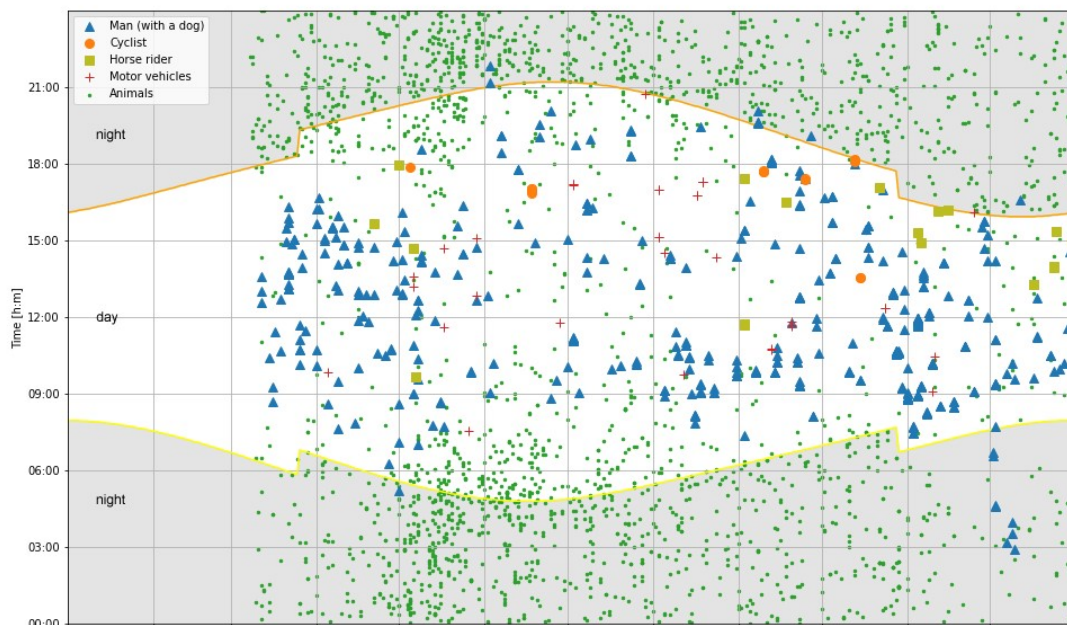 Man (with a dog)
Cyclist
Horse rider
Motor vehicles
Animals
21:00
night
18:00
15:00
Time [h:m]
day
12:00
09:00
06:00
night
03:00
00:00